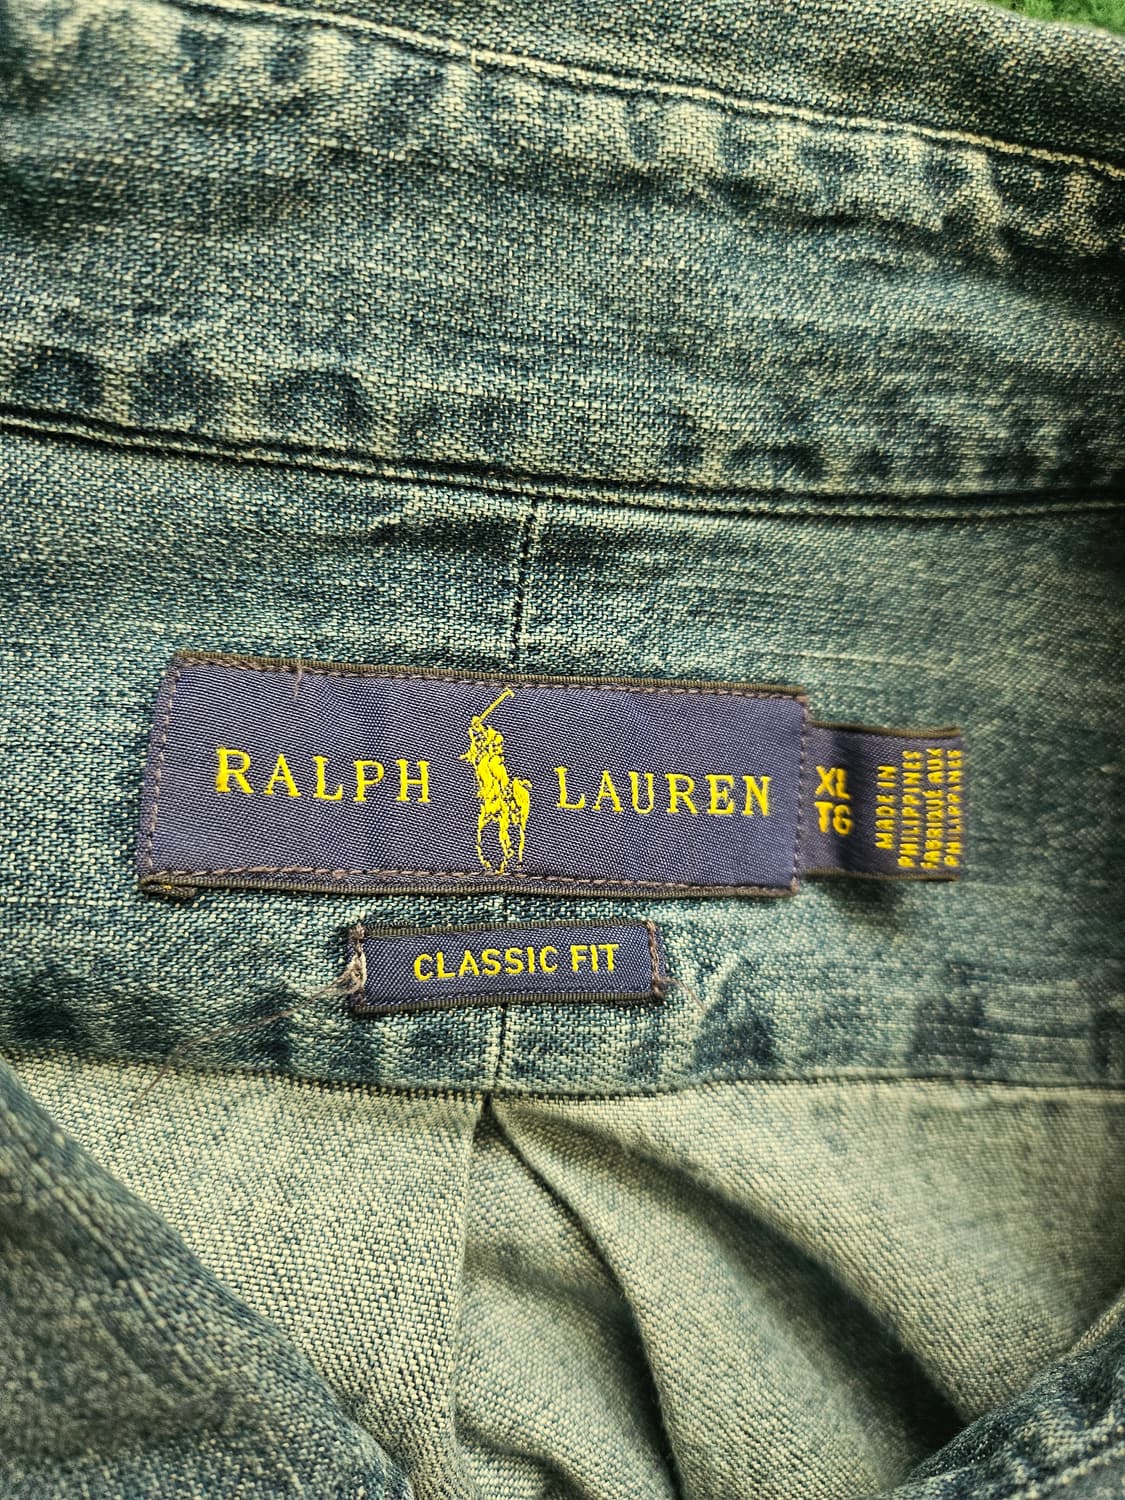 RALPH LAUREN
XL
TG
MADE IN
PHILIPPINES
FABRIQUE AUX
PHILIPPINES
CLASSIC FIT